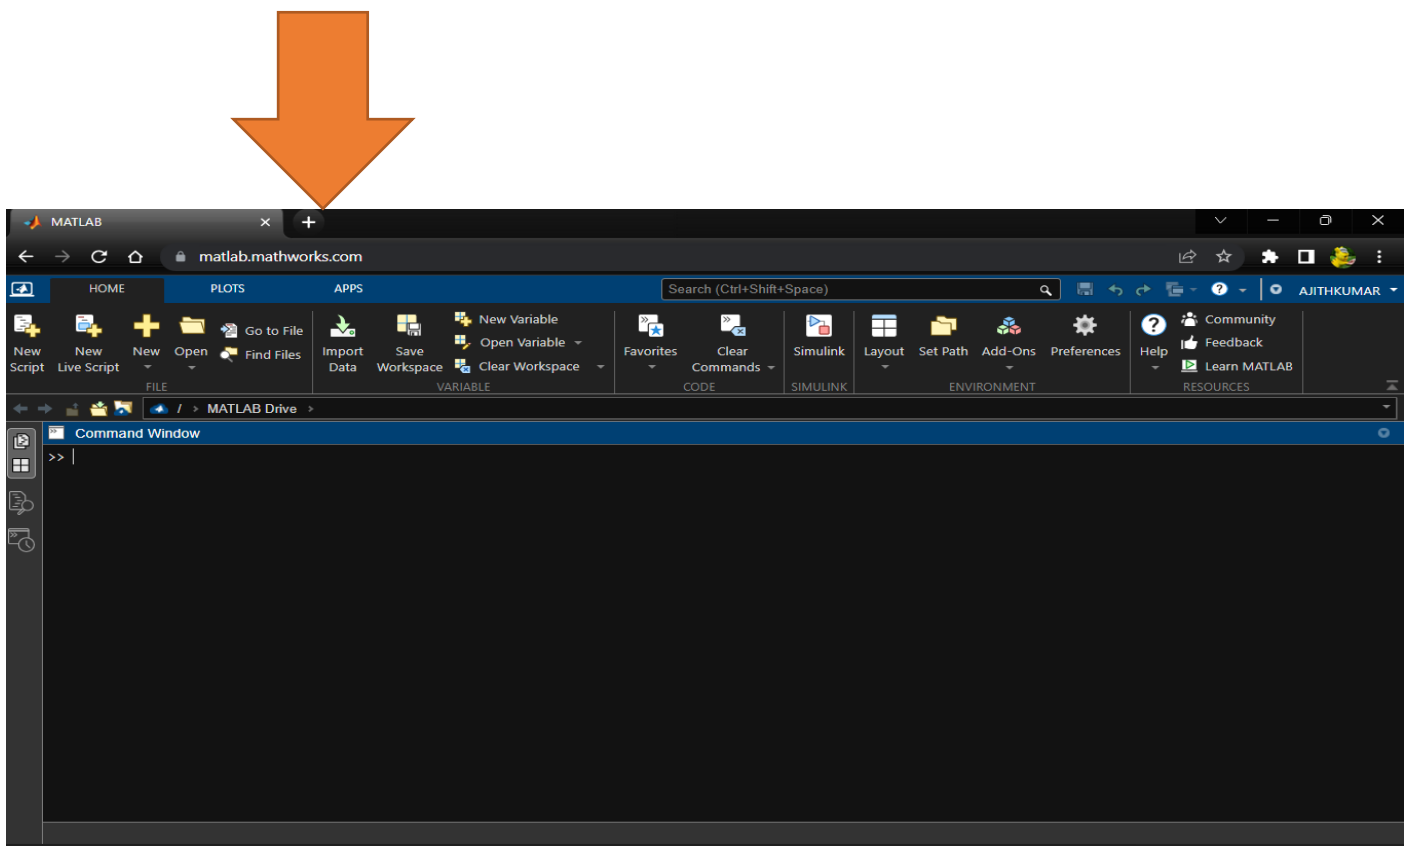 MATLAB
matlab.mathworks.com
HOME PLOTS APPS Search (Ctrl+Shift+Space) AJITHKUMAR
New Script
New Live Script
New
Open
Go to File
Find Files
FILE
Import Data
Save Workspace
New Variable
Open Variable
Clear Workspace
VARIABLE
Favorites
Clear Commands
CODE
Simulink
SIMULINK
Layout
Set Path
Add-Ons
Preferences
ENVIRONMENT
Help
Community
Feedback
Learn MATLAB
RESOURCES
/ > MATLAB Drive >
Command Window
>>